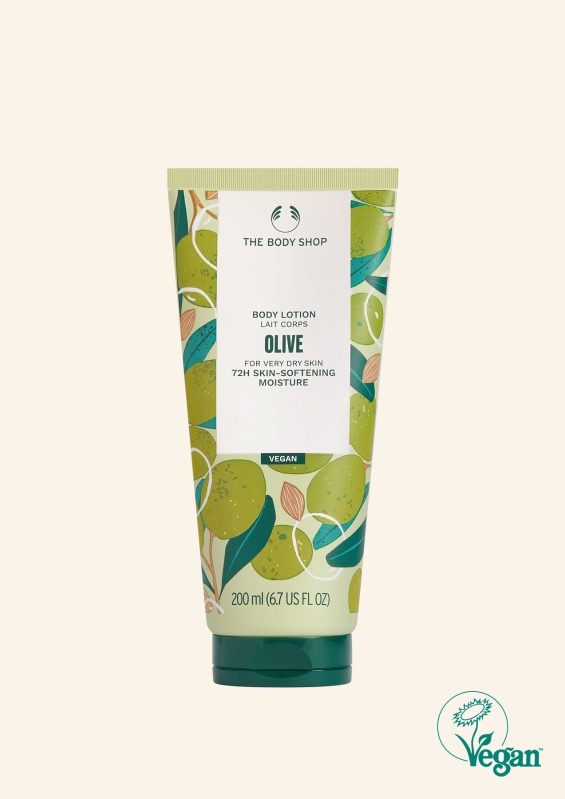 THE BODY SHOP
BODY LOTION
LAIT CORPS
OLIVE
FOR VERY DRY SKIN
72H SKIN-SOFTENING
MOISTURE
VEGAN
200 ml (6.7 US FL OZ)
Vegan™